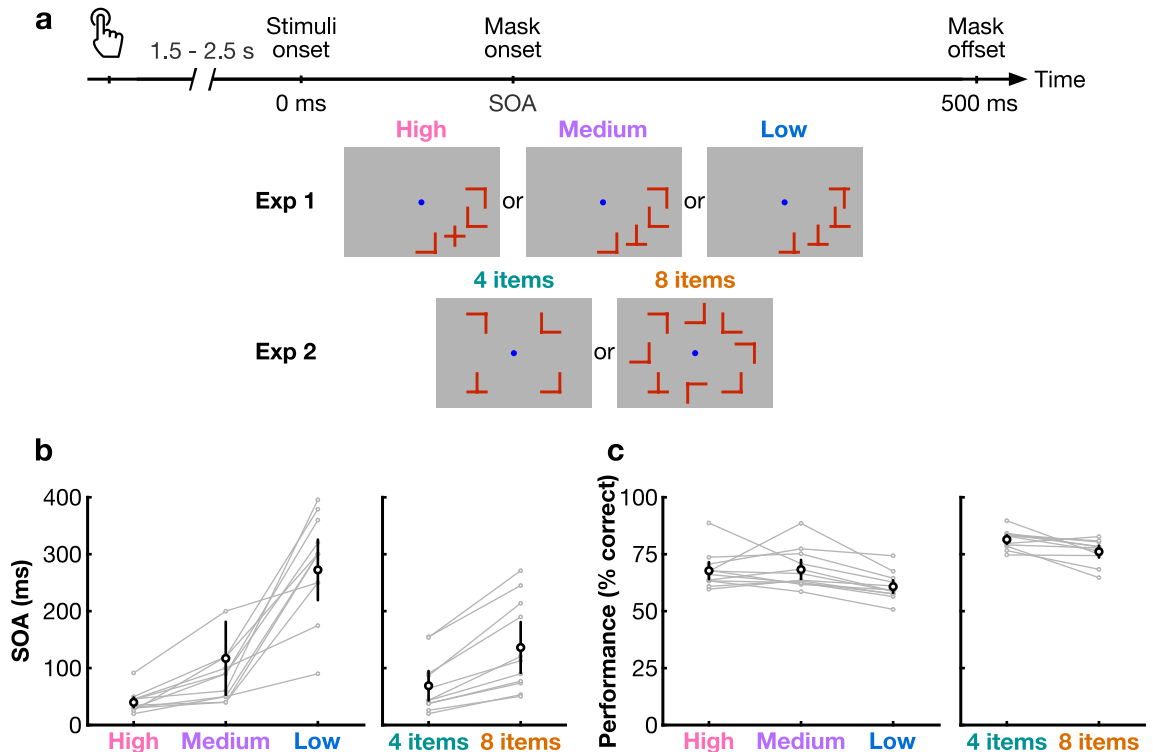 a
1.5 - 2.5 s
Stimuli
onset
Mask
onset
Mask
offset
Time
0 ms
SOA
500 ms
High
Medium
Low
Exp 1
or
or
4 items
8 items
Exp 2
or
b
SOA (ms)
400
300
200
100
0
High
Medium
Low
4 items
8 items
c
Performance (% correct)
100
75
50
25
0
High
Medium
Low
4 items
8 items